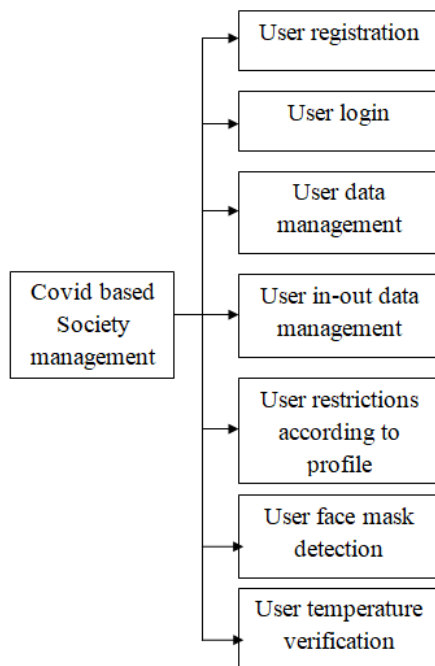 User registration
User login
User data
management
Covid based
Society
management
User in-out data
management
User restrictions
according to
profile
User face mask
detection
User temperature
verification